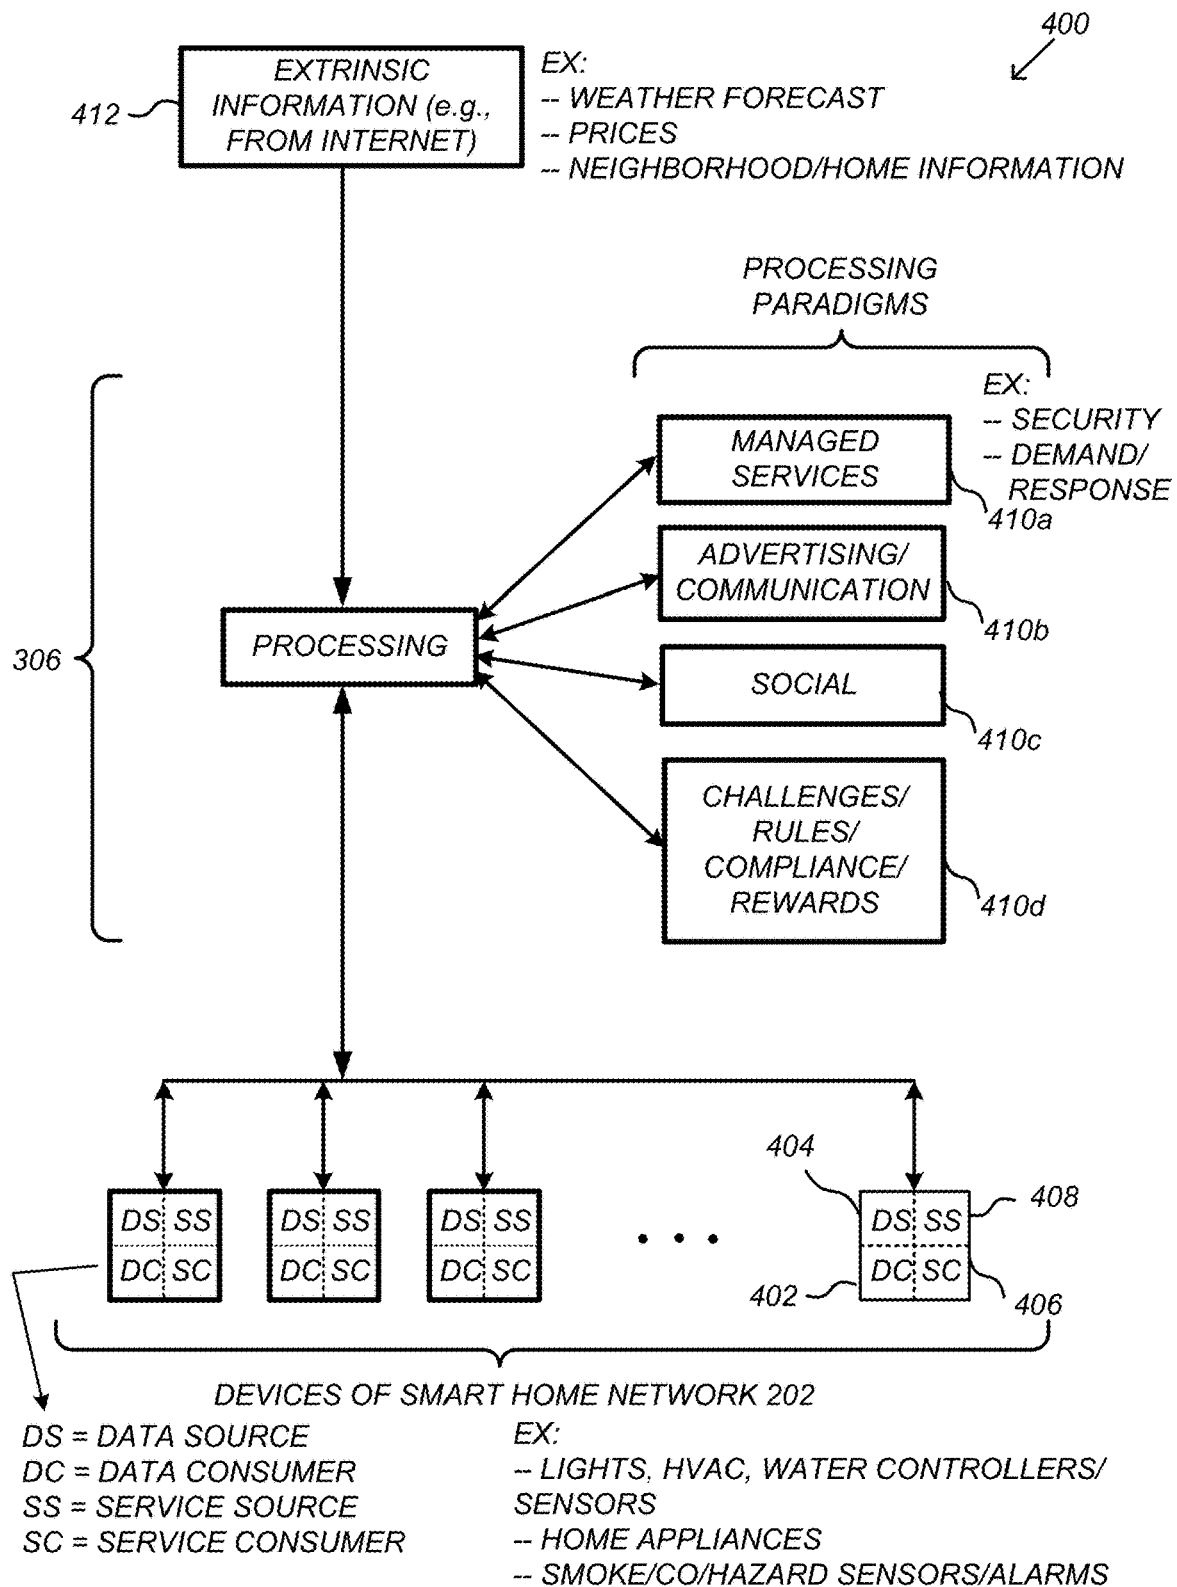 400
412
EXTRINSIC
INFORMATION (e.g.,
FROM INTERNET)
EX:
-- WEATHER FORECAST
-- PRICES
-- NEIGHBORHOOD/HOME INFORMATION
PROCESSING
PARADIGMS
EX:
-- SECURITY
-- DEMAND/
RESPONSE
MANAGED
SERVICES
410a
ADVERTISING/
COMMUNICATION
410b
306
PROCESSING
SOCIAL
410c
CHALLENGES/
RULES/
COMPLIANCE/
REWARDS
410d
404
408
DS SS
DC SC
DS SS
DC SC
DS SS
DC SC
DS SS
DC SC
402
406
DEVICES OF SMART HOME NETWORK 202
DS = DATA SOURCE
DC = DATA CONSUMER
SS = SERVICE SOURCE
SC = SERVICE CONSUMER
EX:
-- LIGHTS, HVAC, WATER CONTROLLERS/
SENSORS
-- HOME APPLIANCES
-- SMOKE/CO/HAZARD SENSORS/ALARMS